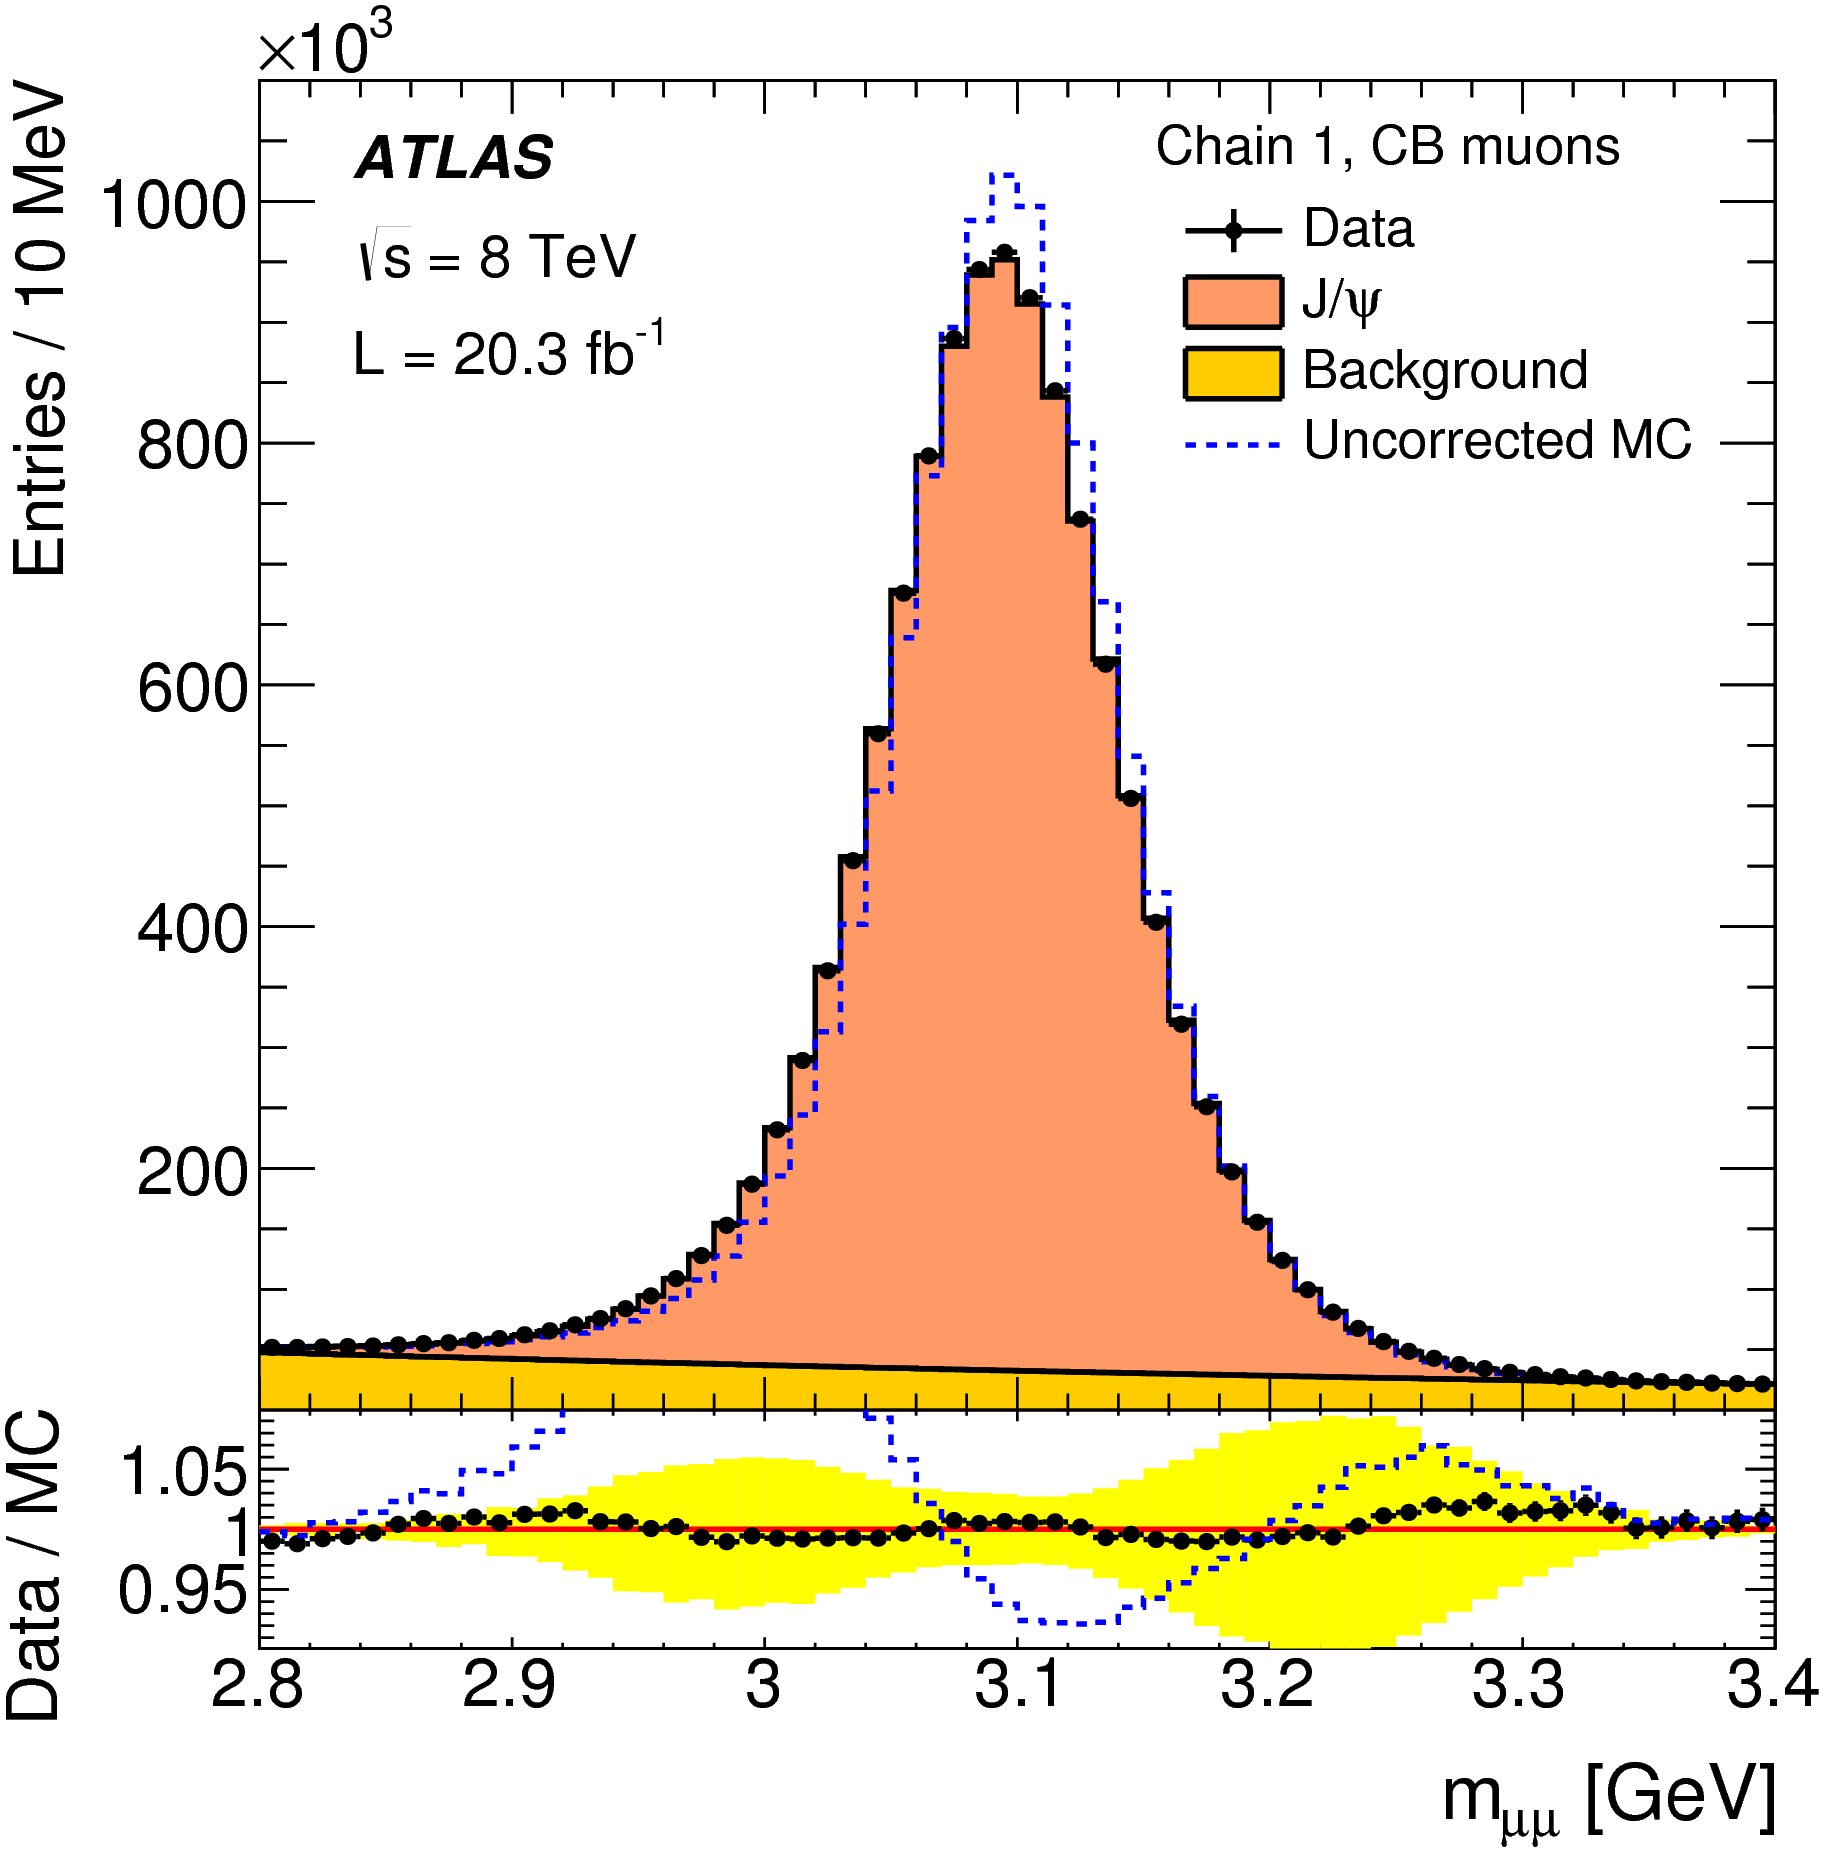 ×10³
Entries / 10 MeV
1000
800
600
400
200
ATLAS
√s = 8 TeV
L = 20.3 fb⁻¹
Chain 1, CB muons
Data
J/ψ
Background
Uncorrected MC
Data / MC
1.05
1
0.95
2.8 2.9 3 3.1 3.2 3.3 3.4
m_μμ [GeV]